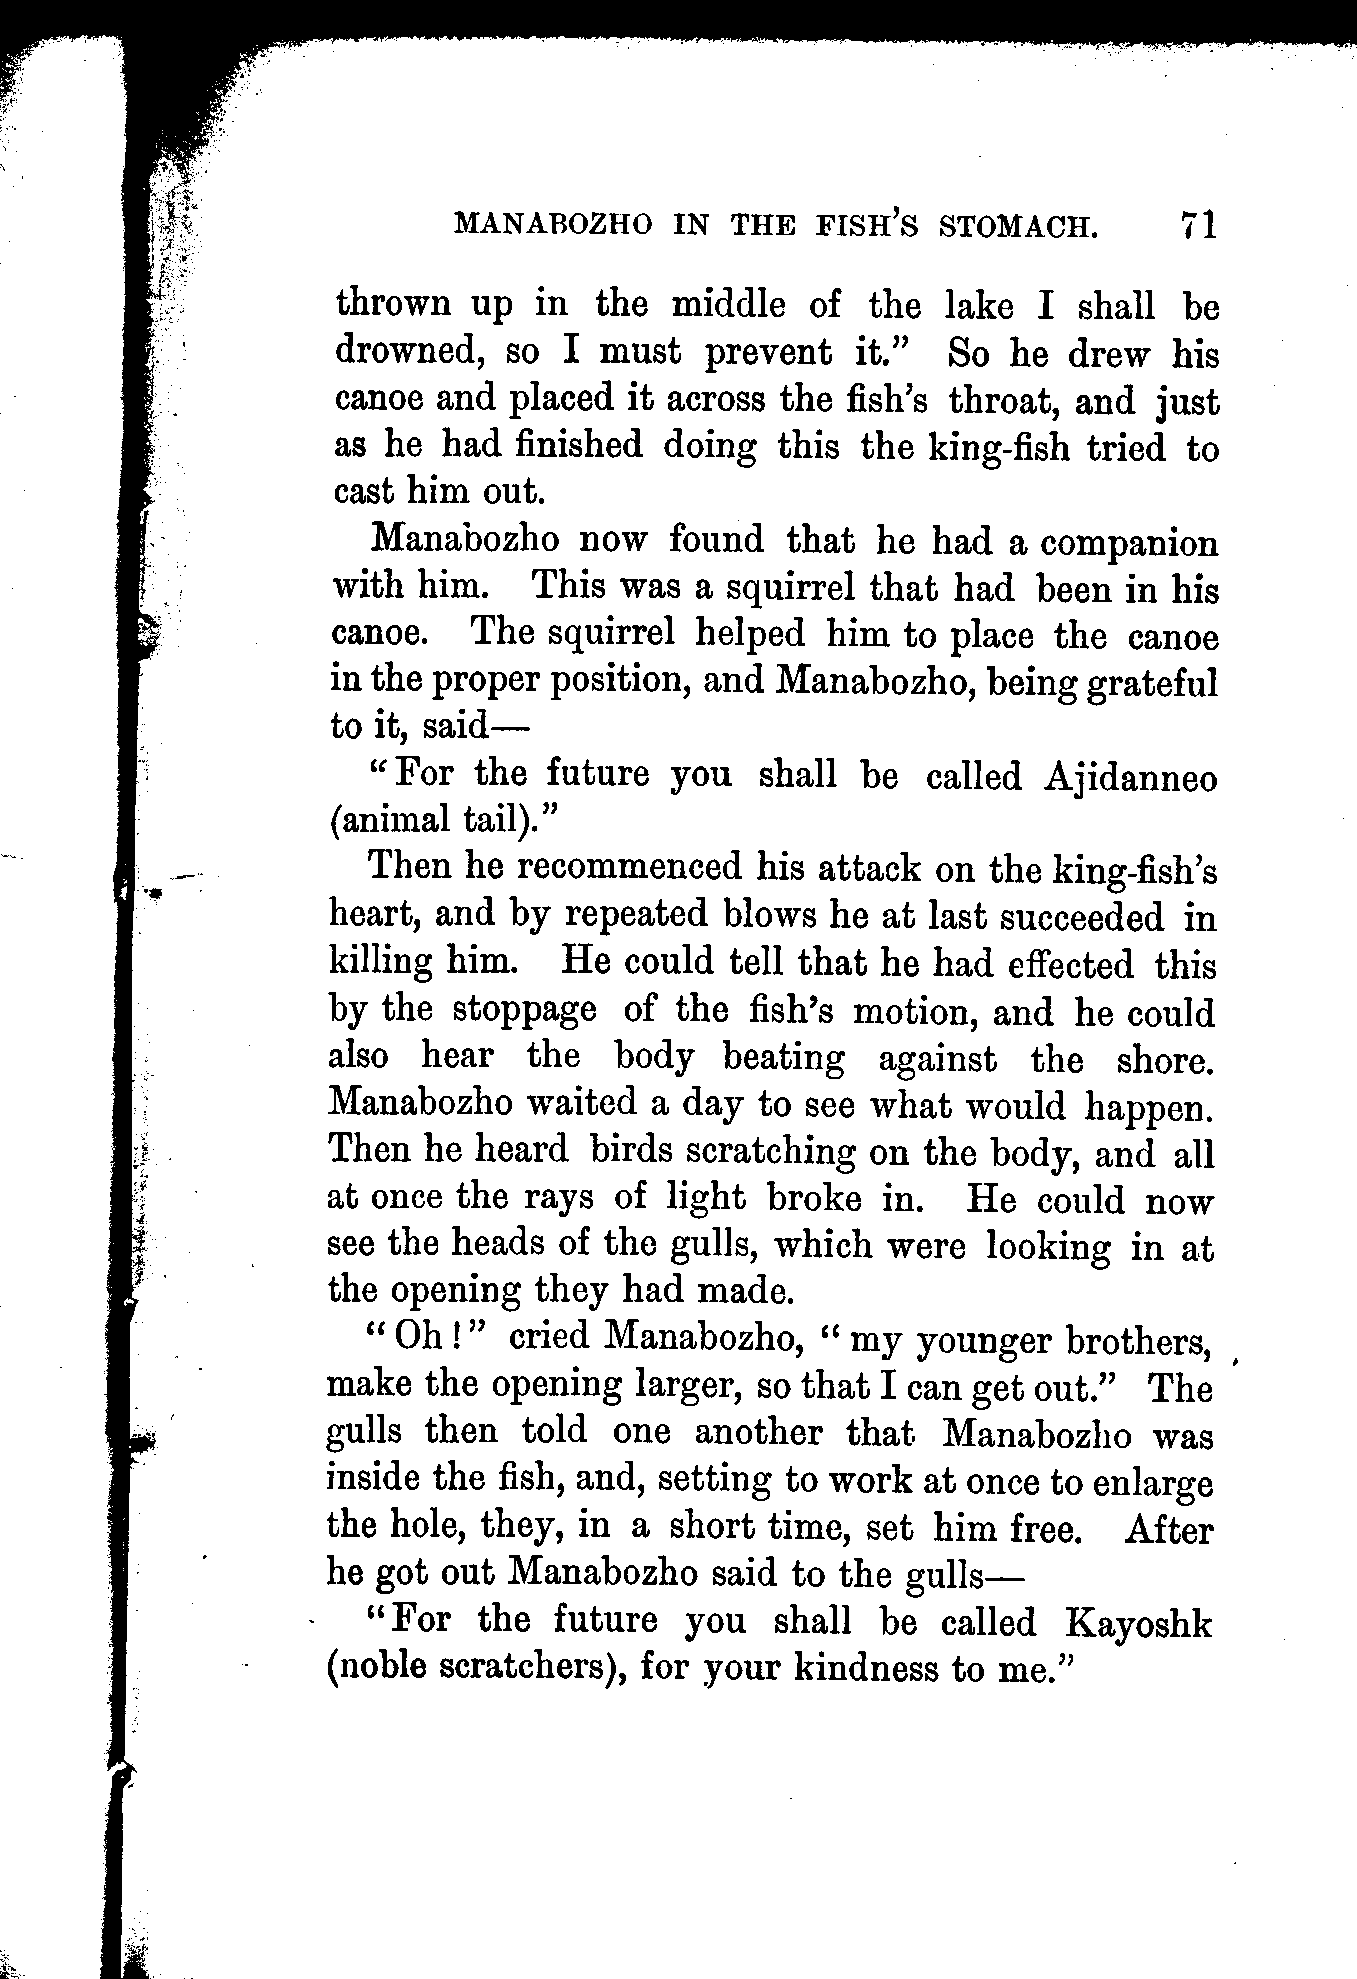 MANABOZHO IN THE FISH'S STOMACH. 71
thrown up in the middle of the lake I shall be
drowned, so I must prevent it." So he drew his
canoe and placed it across the fish's throat, and just
as he had finished doing this the king-fish tried to
cast him out.
Manabozho now found that he had a companion
with him. This was a squirrel that had been in his
canoe. The squirrel helped him to place the canoe
in the proper position, and Manabozho, being grateful
to it, said—
"For the future you shall be called Ajidanneo
(animal tail)."
Then he recommenced his attack on the king-fish's
heart, and by repeated blows he at last succeeded in
killing him. He could tell that he had effected this
by the stoppage of the fish's motion, and he could
also hear the body beating against the shore.
Manabozho waited a day to see what would happen.
Then he heard birds scratching on the body, and all
at once the rays of light broke in. He could now
see the heads of the gulls, which were looking in at
the opening they had made.
"Oh!" cried Manabozho, "my younger brothers,
make the opening larger, so that I can get out." The
gulls then told one another that Manabozho was
inside the fish, and, setting to work at once to enlarge
the hole, they, in a short time, set him free. After
he got out Manabozho said to the gulls—
"For the future you shall be called Kayoshk
(noble scratchers), for your kindness to me."